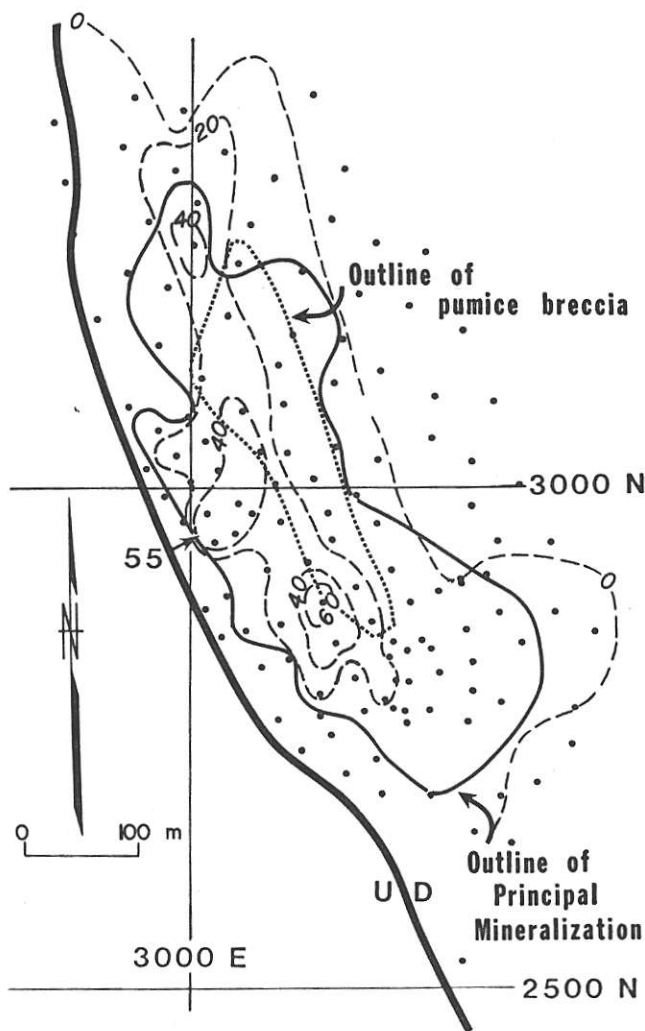 0
20
40
Outline of
pumice breccia
40
3000 N
55
0
40
60
N
0 100 m
Outline of
Principal
Mineralization
U D
3000 E
2500 N